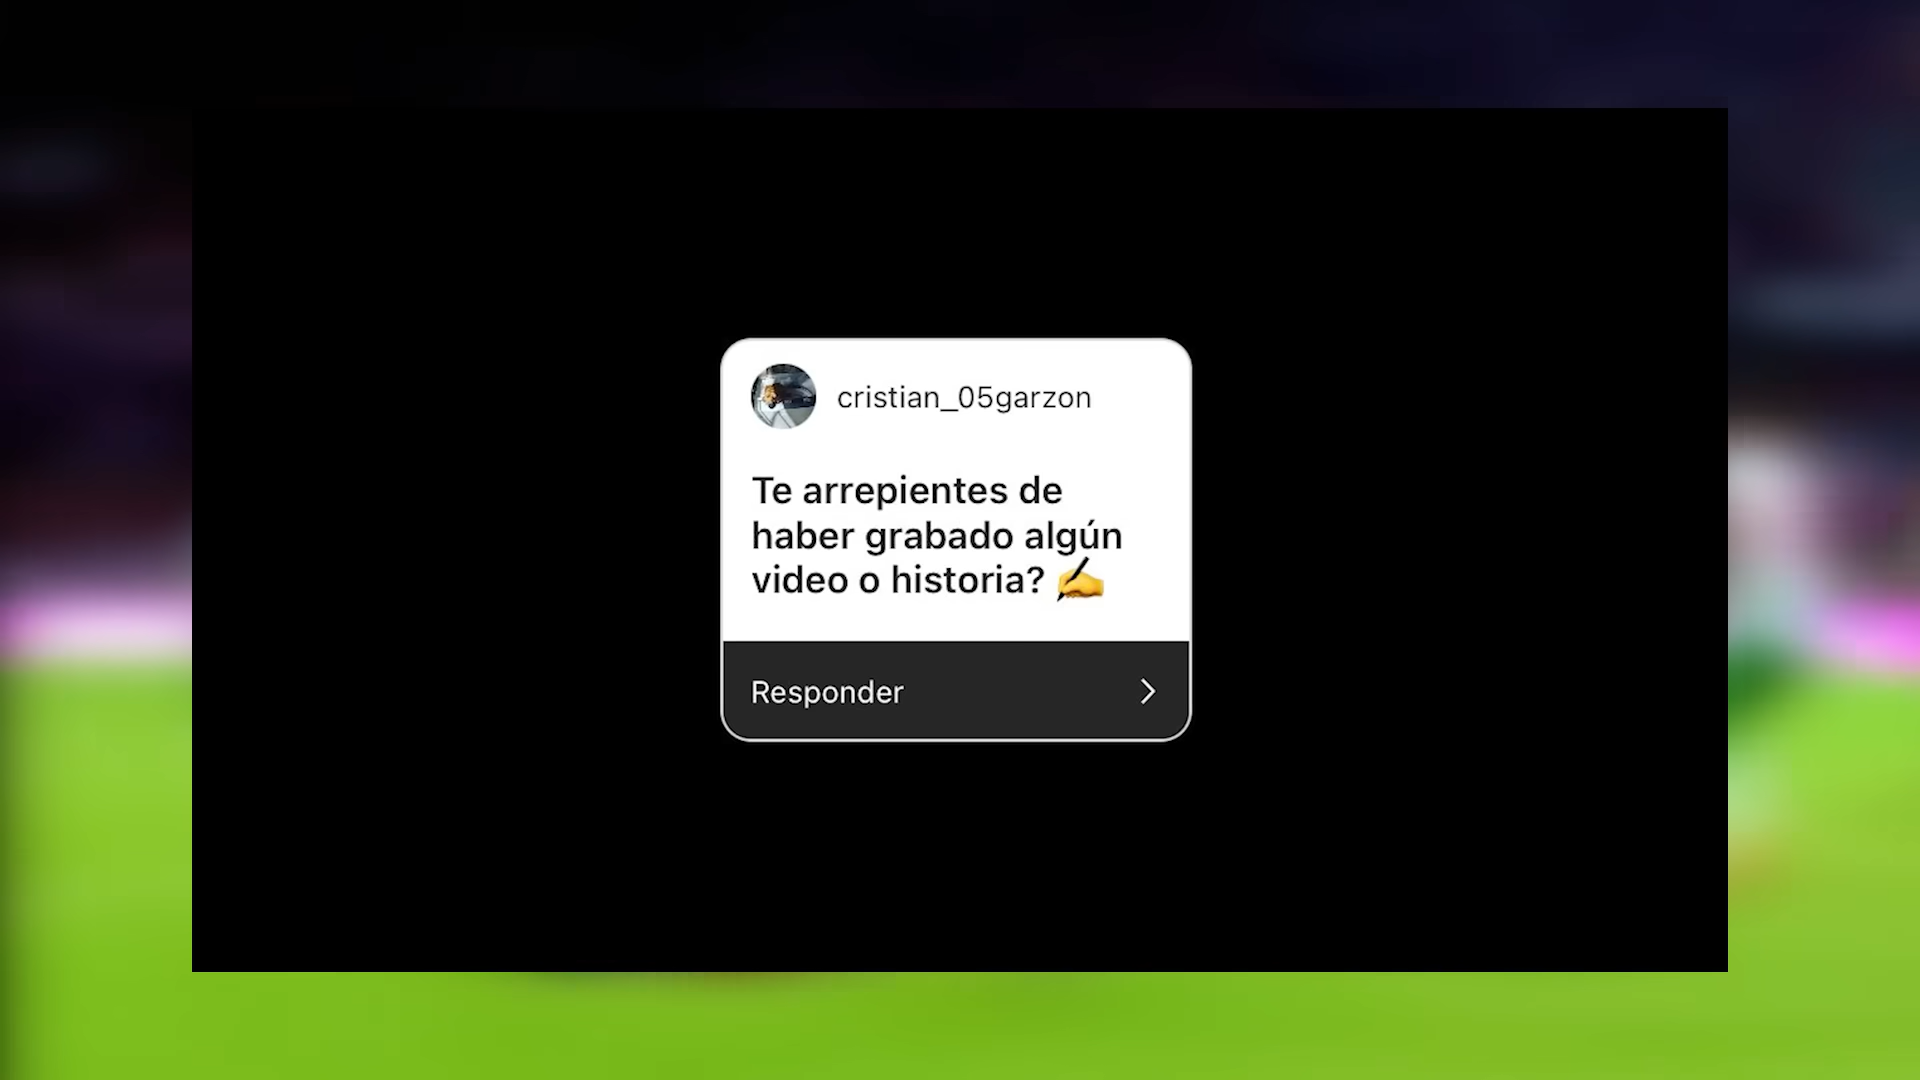 cristian_05garzon
Te arrepientes de
haber grabado algún
video o historia? ✍️
Responder